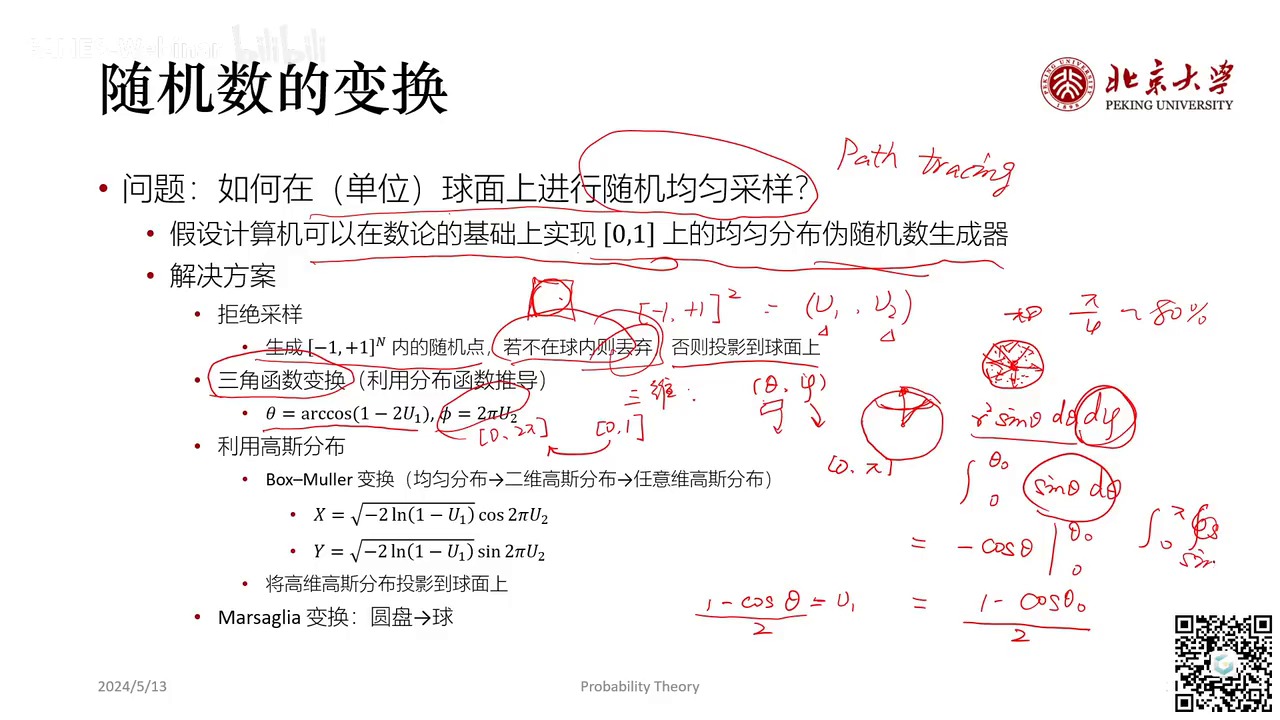 bilibili
随机数的变换
北京大学
PEKING UNIVERSITY
Path tracing
• 问题：如何在（单位）球面上进行随机均匀采样？
• 假设计算机可以在数论的基础上实现 [0,1] 上的均匀分布伪随机数生成器
• 解决方案
• 拒绝采样
[-1, +1]² = (U₁, U₂)
π/4 ~ 80%
• 生成 [−1, +1]ᴺ 内的随机点，若不在球内则丢弃，否则投影到球面上
• 三角函数变换（利用分布函数推导）
三维: (θ, φ)
r² sinθ dθ dφ
• θ = arccos(1 − 2U₁), ϕ = 2πU₂
[0, 2π] [0, 1]
[0, π]
• 利用高斯分布
∫₀^θ₀ sinθ dθ
• Box–Muller 变换（均匀分布→二维高斯分布→任意维高斯分布）
• X = √(−2 ln(1 − U₁)) cos 2πU₂
• Y = √(−2 ln(1 − U₁)) sin 2πU₂
= -cosθ |₀^θ₀
∫₀^π
sin
• 将高维高斯分布投影到球面上
(1 - cosθ)/2 = U₁ = (1 - cosθ₀)/2
• Marsaglia 变换：圆盘→球
2024/5/13
Probability Theory